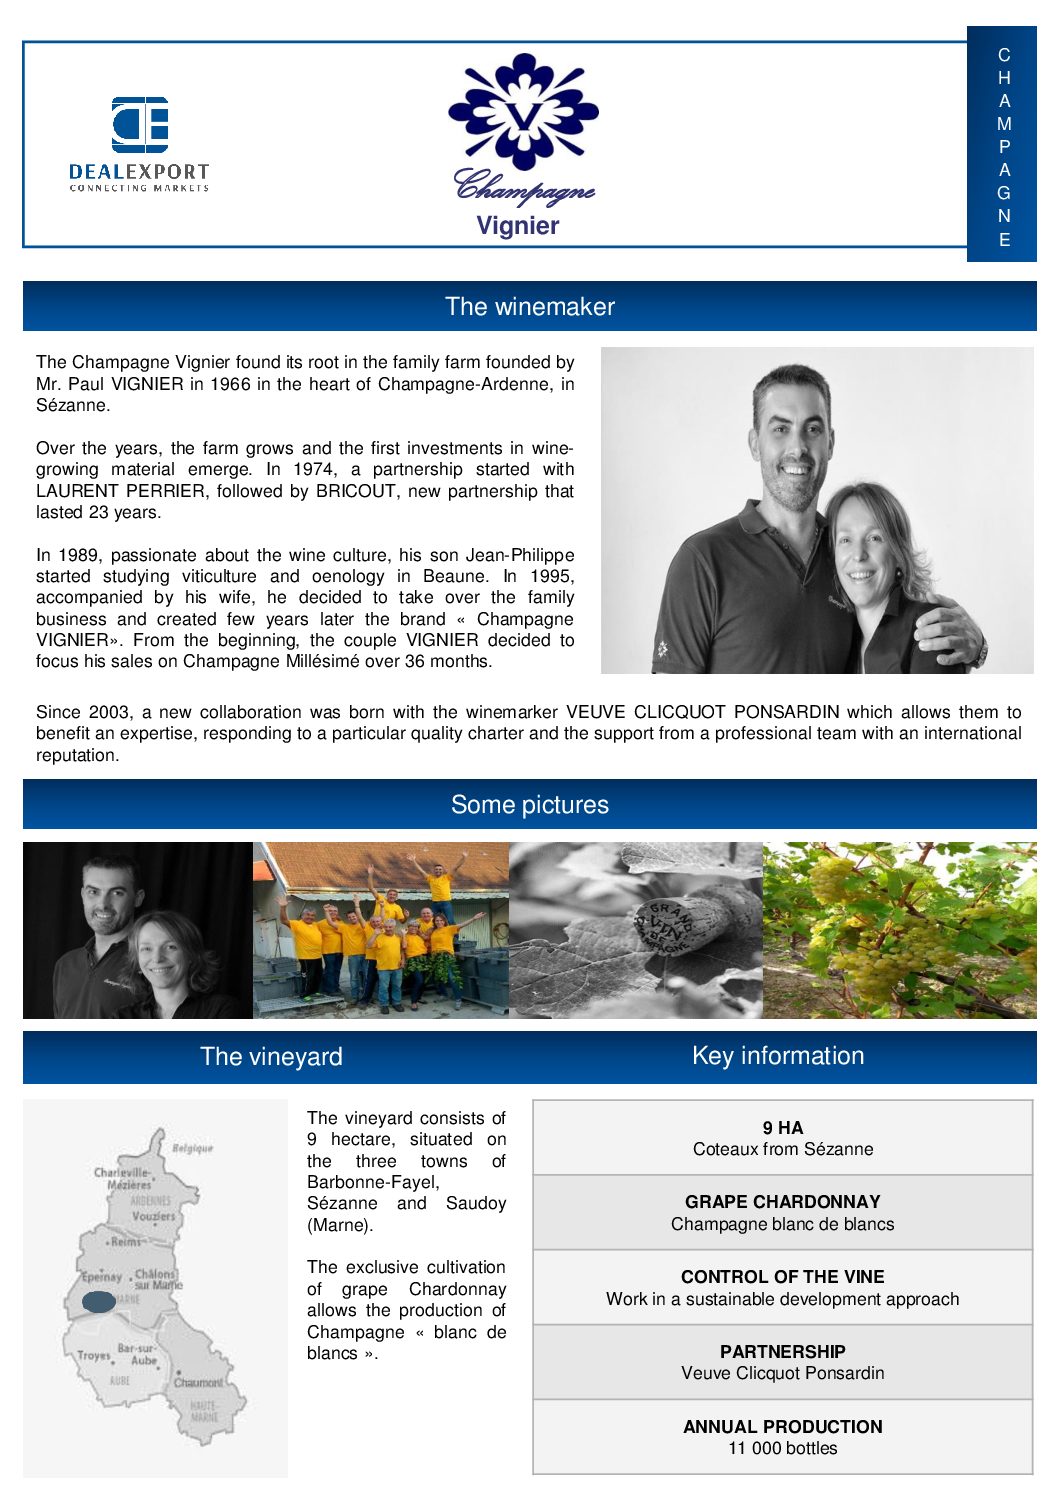 DEALEXPORT
CONNECTING MARKETS
V
Champagne
Vignier
CHAMPAGNE
The winemaker
The Champagne Vignier found its root in the family farm founded by
Mr. Paul VIGNIER in 1966 in the heart of Champagne-Ardenne, in
Sézanne.
Over the years, the farm grows and the first investments in wine-
growing material emerge. In 1974, a partnership started with
LAURENT PERRIER, followed by BRICOUT, new partnership that
lasted 23 years.
In 1989, passionate about the wine culture, his son Jean-Philippe
started studying viticulture and oenology in Beaune. In 1995,
accompanied by his wife, he decided to take over the family
business and created few years later the brand « Champagne
VIGNIER». From the beginning, the couple VIGNIER decided to
focus his sales on Champagne Millésimé over 36 months.
Since 2003, a new collaboration was born with the winemarker VEUVE CLICQUOT PONSARDIN which allows them to
benefit an expertise, responding to a particular quality charter and the support from a professional team with an international
reputation.
Some pictures
GRAND
VIN
DE
CHAMPAGNE
The vineyard
Key information
Belgique
Charleville-
Mézières
ARDENNES
Vouziers
Reims
Epernay
Châlons
sur Marne
MARNE
Troyes
Bar-sur-
Aube
AUBE
Chaumont
HAUTE-
MARNE
The vineyard consists of
9 hectare, situated on
the three towns of
Barbonne-Fayel,
Sézanne and Saudoy
(Marne).
The exclusive cultivation
of grape Chardonnay
allows the production of
Champagne « blanc de
blancs ».
9 HA
Coteaux from Sézanne
GRAPE CHARDONNAY
Champagne blanc de blancs
CONTROL OF THE VINE
Work in a sustainable development approach
PARTNERSHIP
Veuve Clicquot Ponsardin
ANNUAL PRODUCTION
11 000 bottles